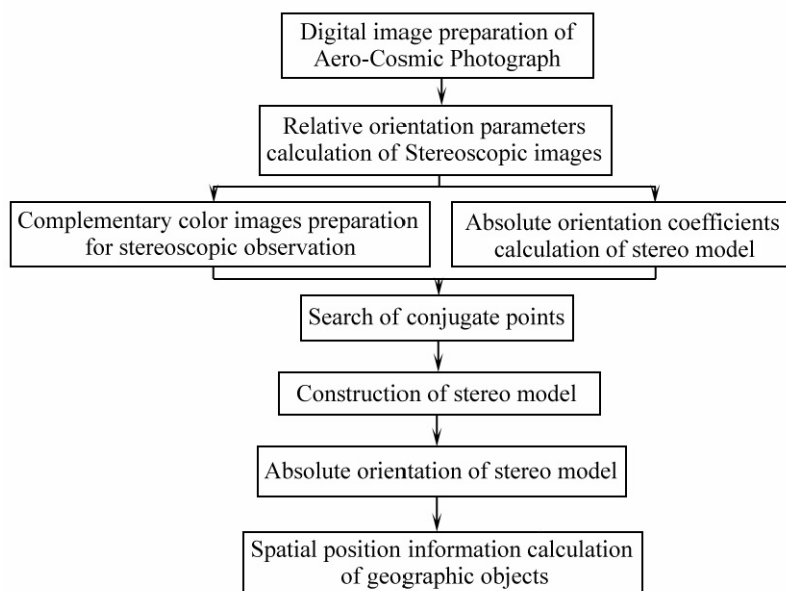 Digital image preparation of
Aero-Cosmic Photograph
Relative orientation parameters
calculation of Stereoscopic images
Complementary color images preparation
for stereoscopic observation
Absolute orientation coefficients
calculation of stereo model
Search of conjugate points
Construction of stereo model
Absolute orientation of stereo model
Spatial position information calculation
of geographic objects